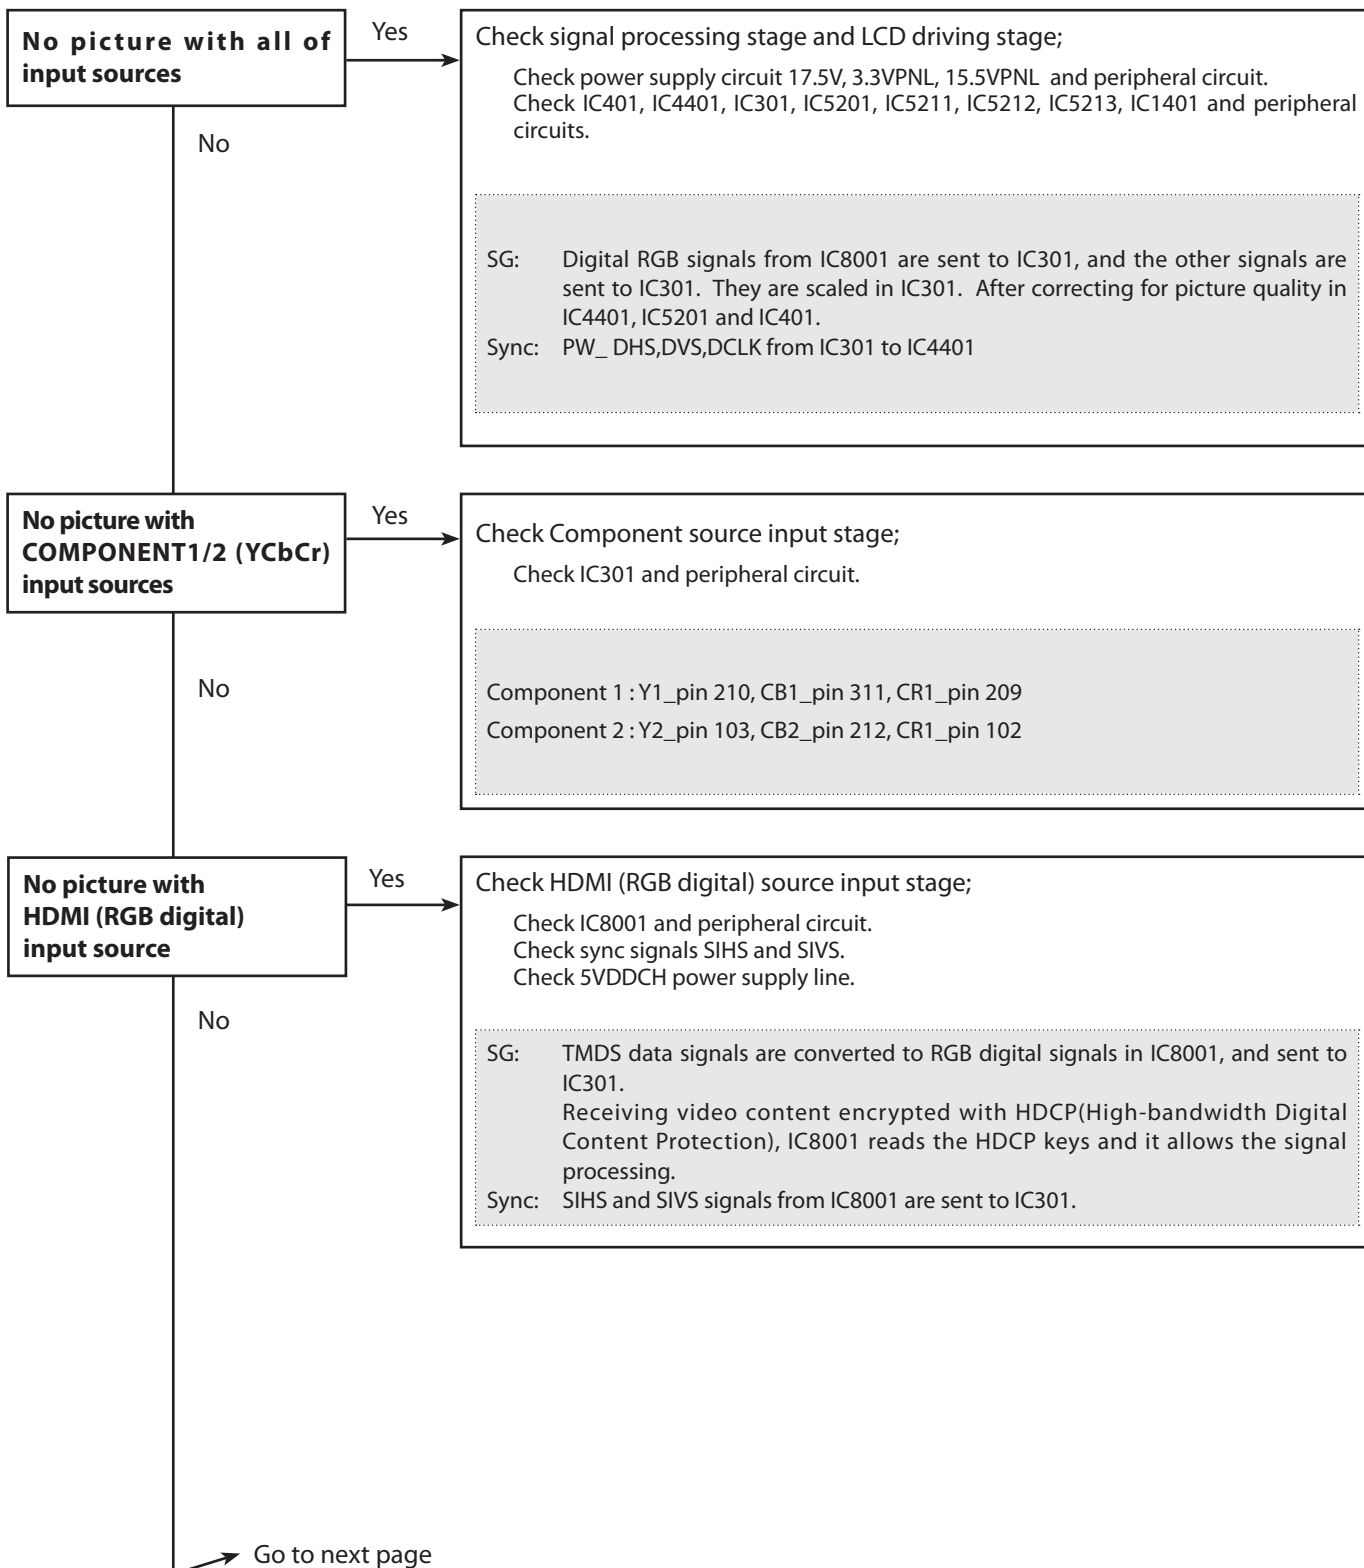 No picture with all of
input sources
Yes
No
Check signal processing stage and LCD driving stage;
Check power supply circuit 17.5V, 3.3VPNL, 15.5VPNL and peripheral circuit.
Check IC401, IC4401, IC301, IC5201, IC5211, IC5212, IC5213, IC1401 and peripheral
circuits.
SG: Digital RGB signals from IC8001 are sent to IC301, and the other signals are
sent to IC301. They are scaled in IC301. After correcting for picture quality in
IC4401, IC5201 and IC401.
Sync: PW_ DHS,DVS,DCLK from IC301 to IC4401
No picture with
COMPONENT1/2 (YCbCr)
input sources
Yes
No
Check Component source input stage;
Check IC301 and peripheral circuit.
Component 1 : Y1_pin 210, CB1_pin 311, CR1_pin 209
Component 2 : Y2_pin 103, CB2_pin 212, CR1_pin 102
No picture with
HDMI (RGB digital)
input source
Yes
No
Check HDMI (RGB digital) source input stage;
Check IC8001 and peripheral circuit.
Check sync signals SIHS and SIVS.
Check 5VDDCH power supply line.
SG: TMDS data signals are converted to RGB digital signals in IC8001, and sent to
IC301.
Receiving video content encrypted with HDCP(High-bandwidth Digital
Content Protection), IC8001 reads the HDCP keys and it allows the signal
processing.
Sync: SIHS and SIVS signals from IC8001 are sent to IC301.
Go to next page